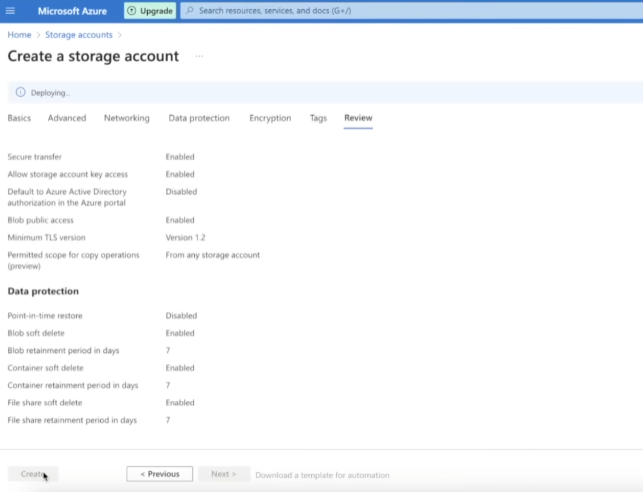 Microsoft Azure Upgrade Search resources, services, and docs (G+/)
Home > Storage accounts >
Create a storage account ...
Deploying...
Basics Advanced Networking Data protection Encryption Tags Review
Secure transfer Enabled
Allow storage account key access Enabled
Default to Azure Active Directory Disabled
authorization in the Azure portal
Blob public access Enabled
Minimum TLS version Version 1.2
Permitted scope for copy operations From any storage account
(preview)
Data protection
Point-in-time restore Disabled
Blob soft delete Enabled
Blob retainment period in days 7
Container soft delete Enabled
Container retainment period in days 7
File share soft delete Enabled
File share retainment period in days 7
Create < Previous Next > Download a template for automation